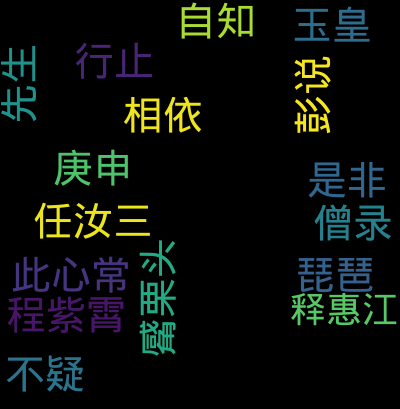 自知
玉皇
行止
先生
相依
彭说
庚申
是非
任汝三
僧录
此心常
觱栗头
琵琶
程紫霄
释惠江
不疑